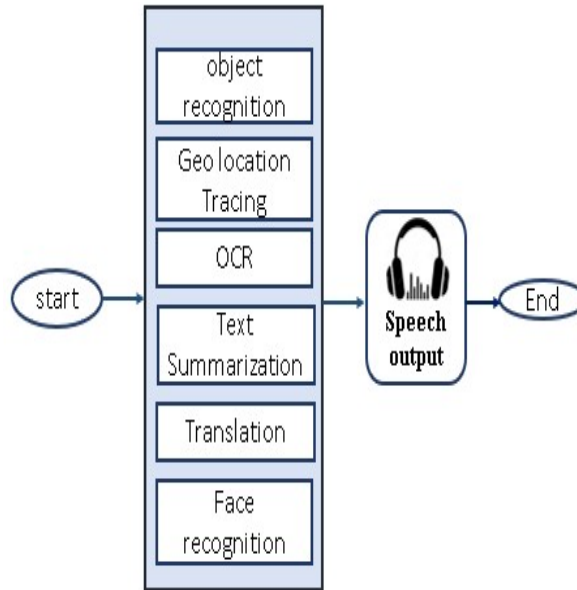 object
recognition
Geo location
Tracing
OCR
Text
Summarization
Translation
Face
recognition
start
Speech
output
End